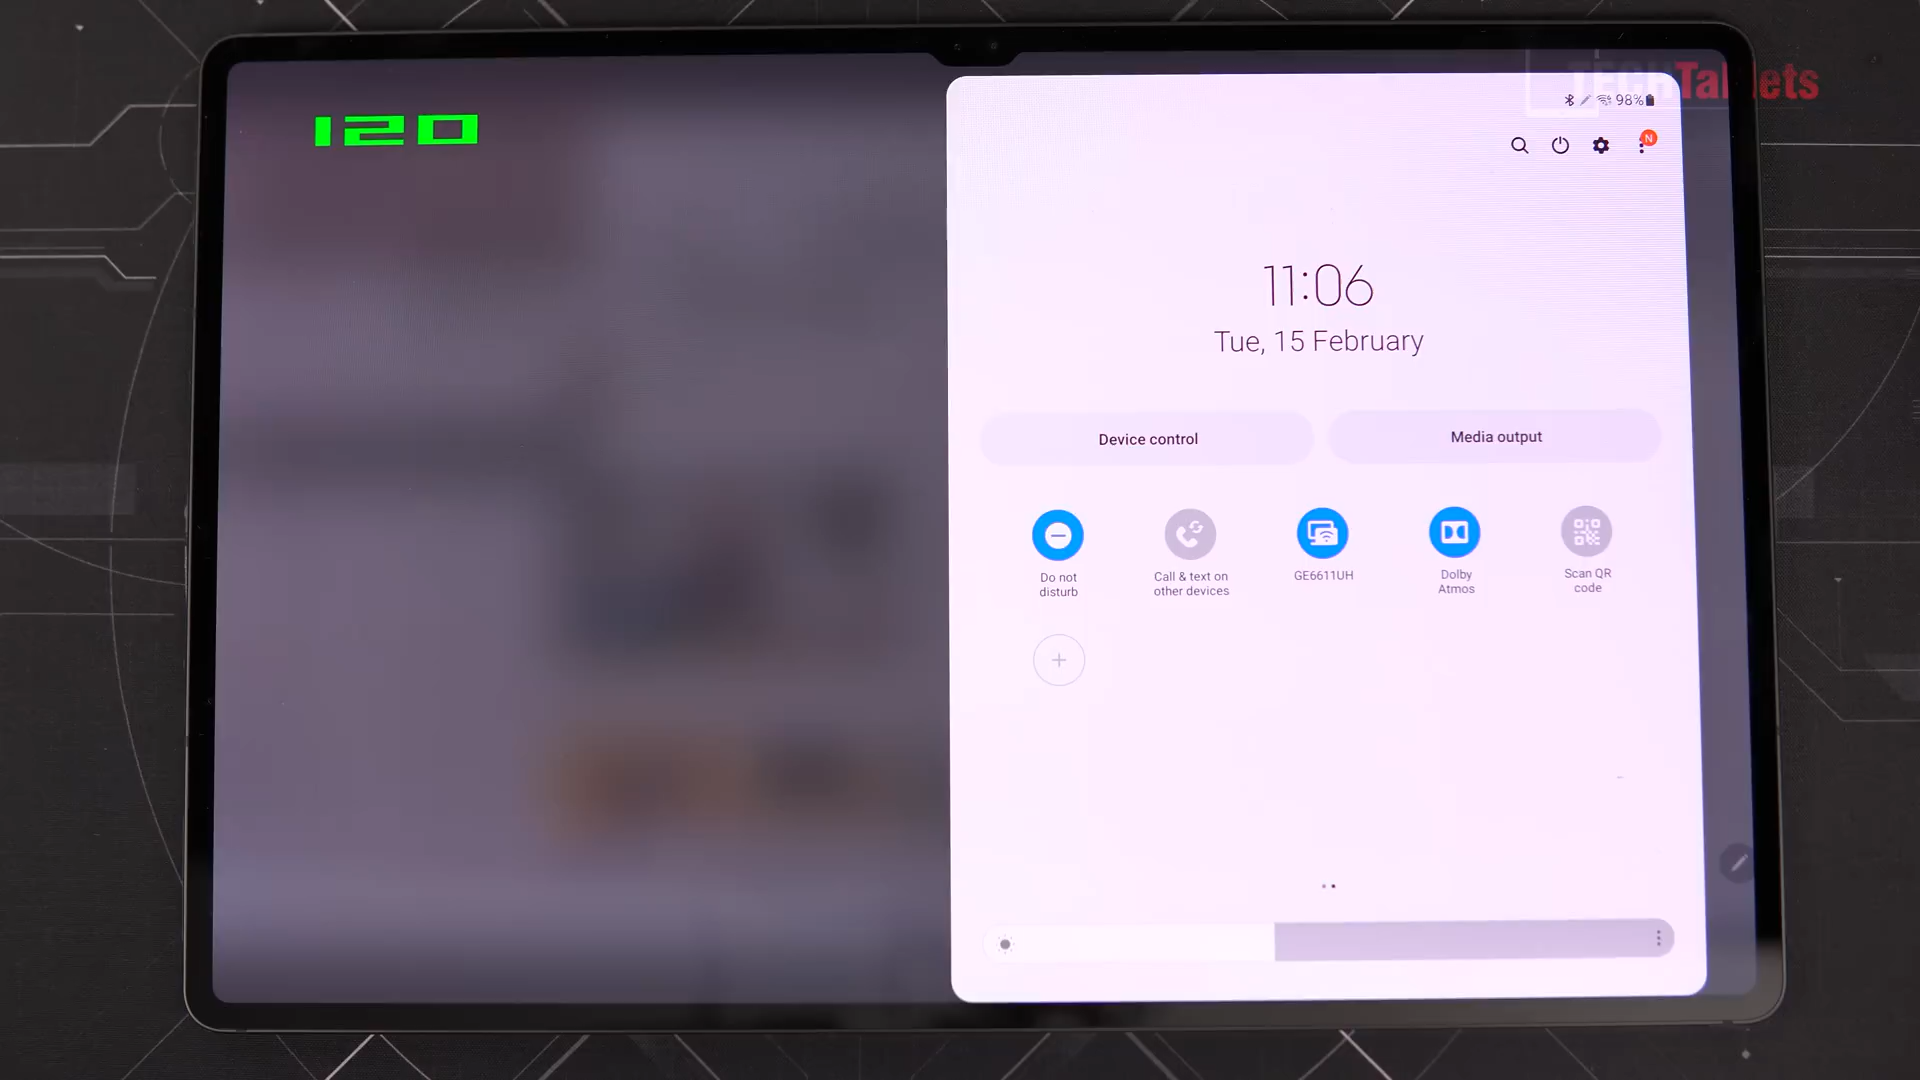 TECHTablets
120
98%
N
11:06
Tue, 15 February
Device control
Media output
Do not
disturb
Call & text on
other devices
GE6611UH
Dolby
Atmos
Scan QR
code